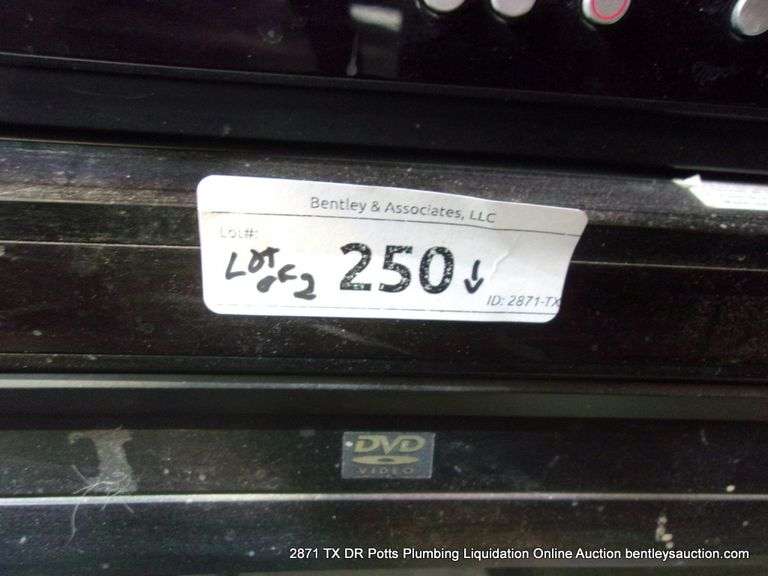 Bentley & Associates, LLC
Lot#:
Lot of 2
250
ID: 2871-TX
DVD
VIDEO
2871 TX DR Potts Plumbing Liquidation Online Auction bentleysauction.com